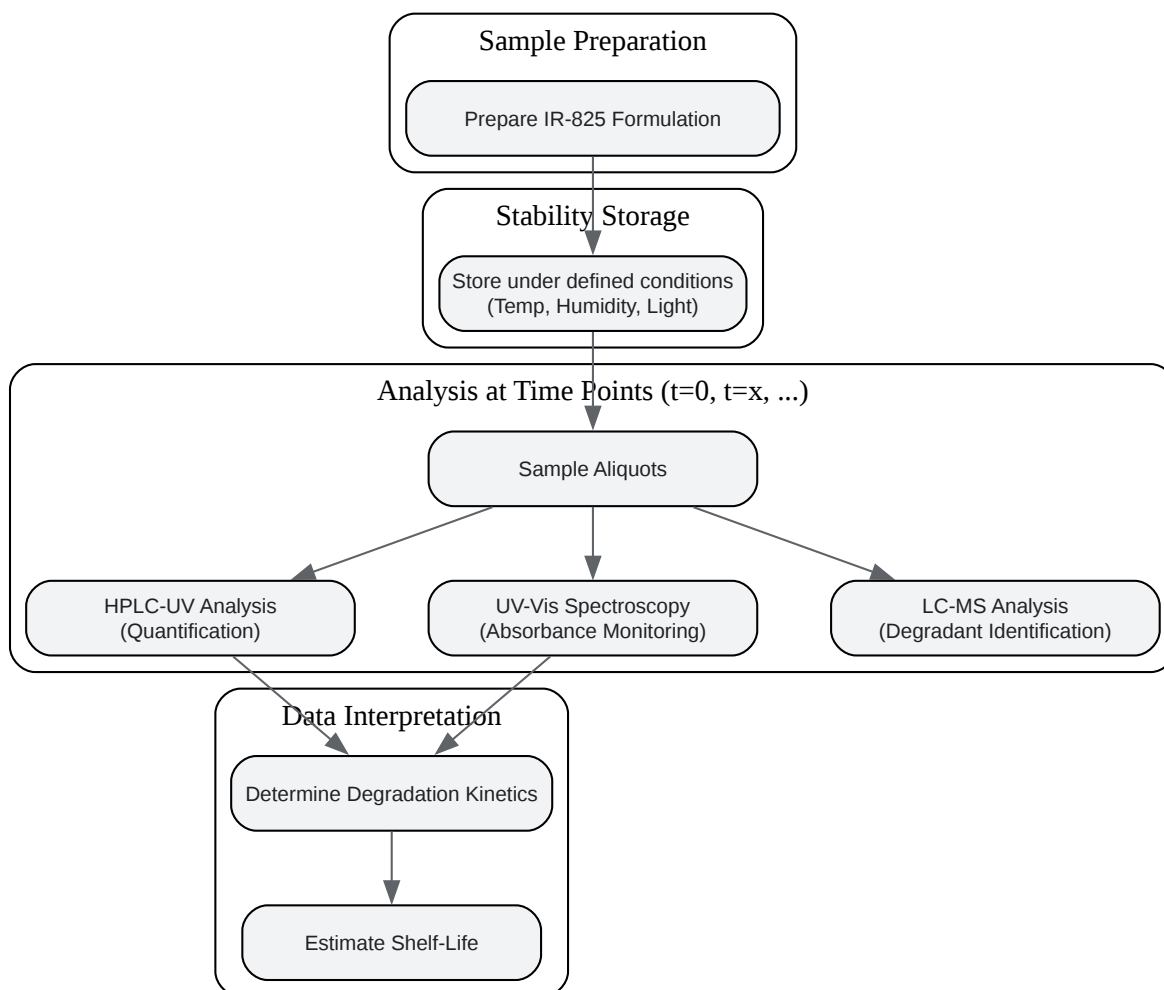 Sample Preparation
Prepare IR-825 Formulation
Stability Storage
Store under defined conditions
(Temp, Humidity, Light)
Analysis at Time Points (t=0, t=x, ...)
Sample Aliquots
HPLC-UV Analysis
(Quantification)
UV-Vis Spectroscopy
(Absorbance Monitoring)
LC-MS Analysis
(Degradant Identification)
Data Interpretation
Determine Degradation Kinetics
Estimate Shelf-Life